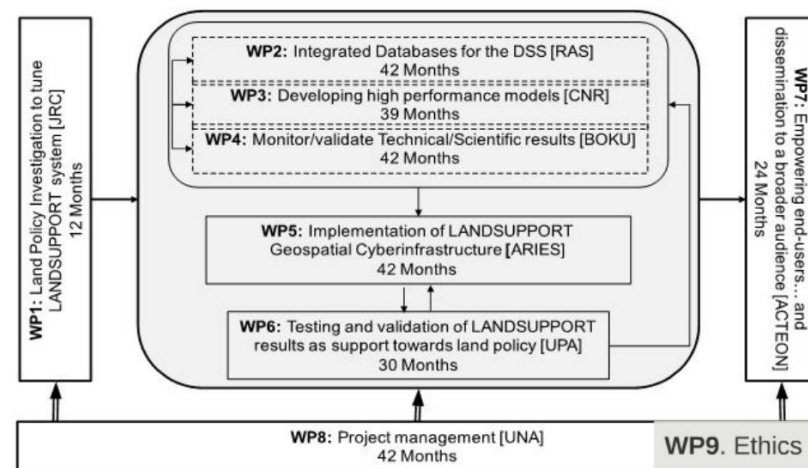 WP1: Land Policy Investigation to tune
LANDSUPPORT system [JRC]
12 Months
WP2: Integrated Databases for the DSS [RAS]
42 Months
WP3: Developing high performance models [CNR]
39 Months
WP4: Monitor/validate Technical/Scientific results [BOKU]
42 Months
WP5: Implementation of LANDSUPPORT
Geospatial Cyberinfrastructure [ARIES]
42 Months
WP6: Testing and validation of LANDSUPPORT
results as support towards land policy [UPA]
30 Months
WP7: Empowering end-users... and
dissemination to a broader audience [ACTEON]
24 Months
WP8: Project management [UNA]
42 Months
WP9. Ethics